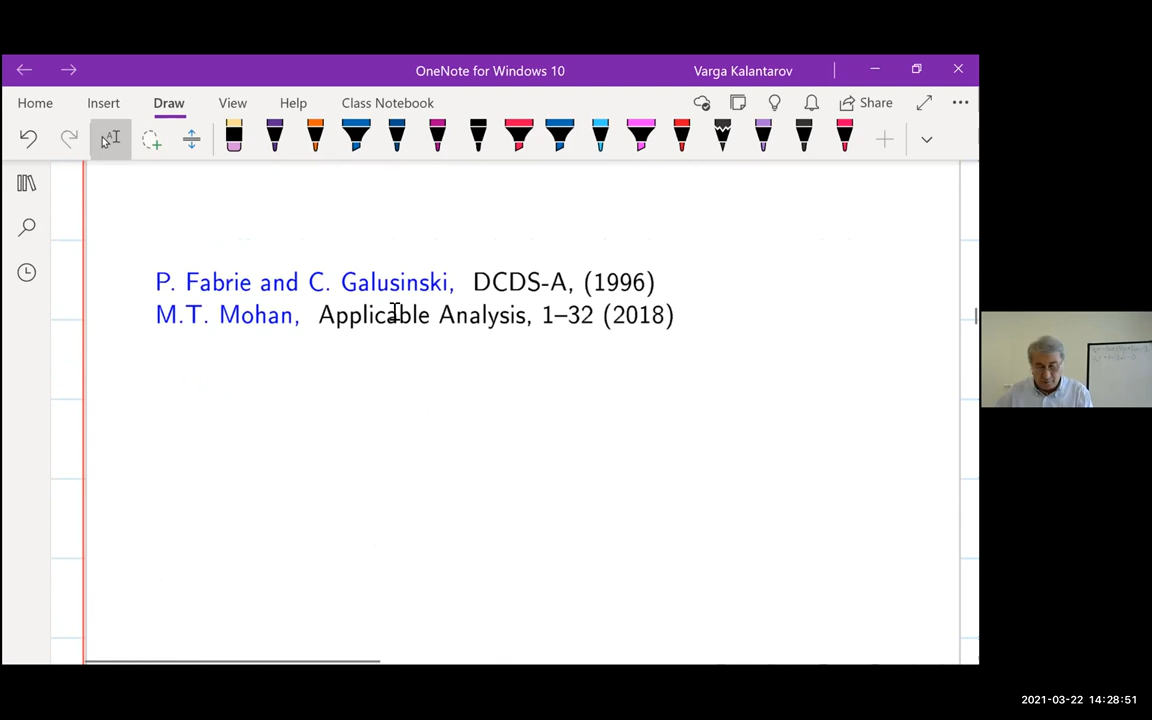 OneNote for Windows 10 Varga Kalantarov
Home Insert Draw View Help Class Notebook Share
P. Fabrie and C. Galusinski, DCDS-A, (1996)
M.T. Mohan, Applicable Analysis, 1–32 (2018)
2021-03-22 14:28:51